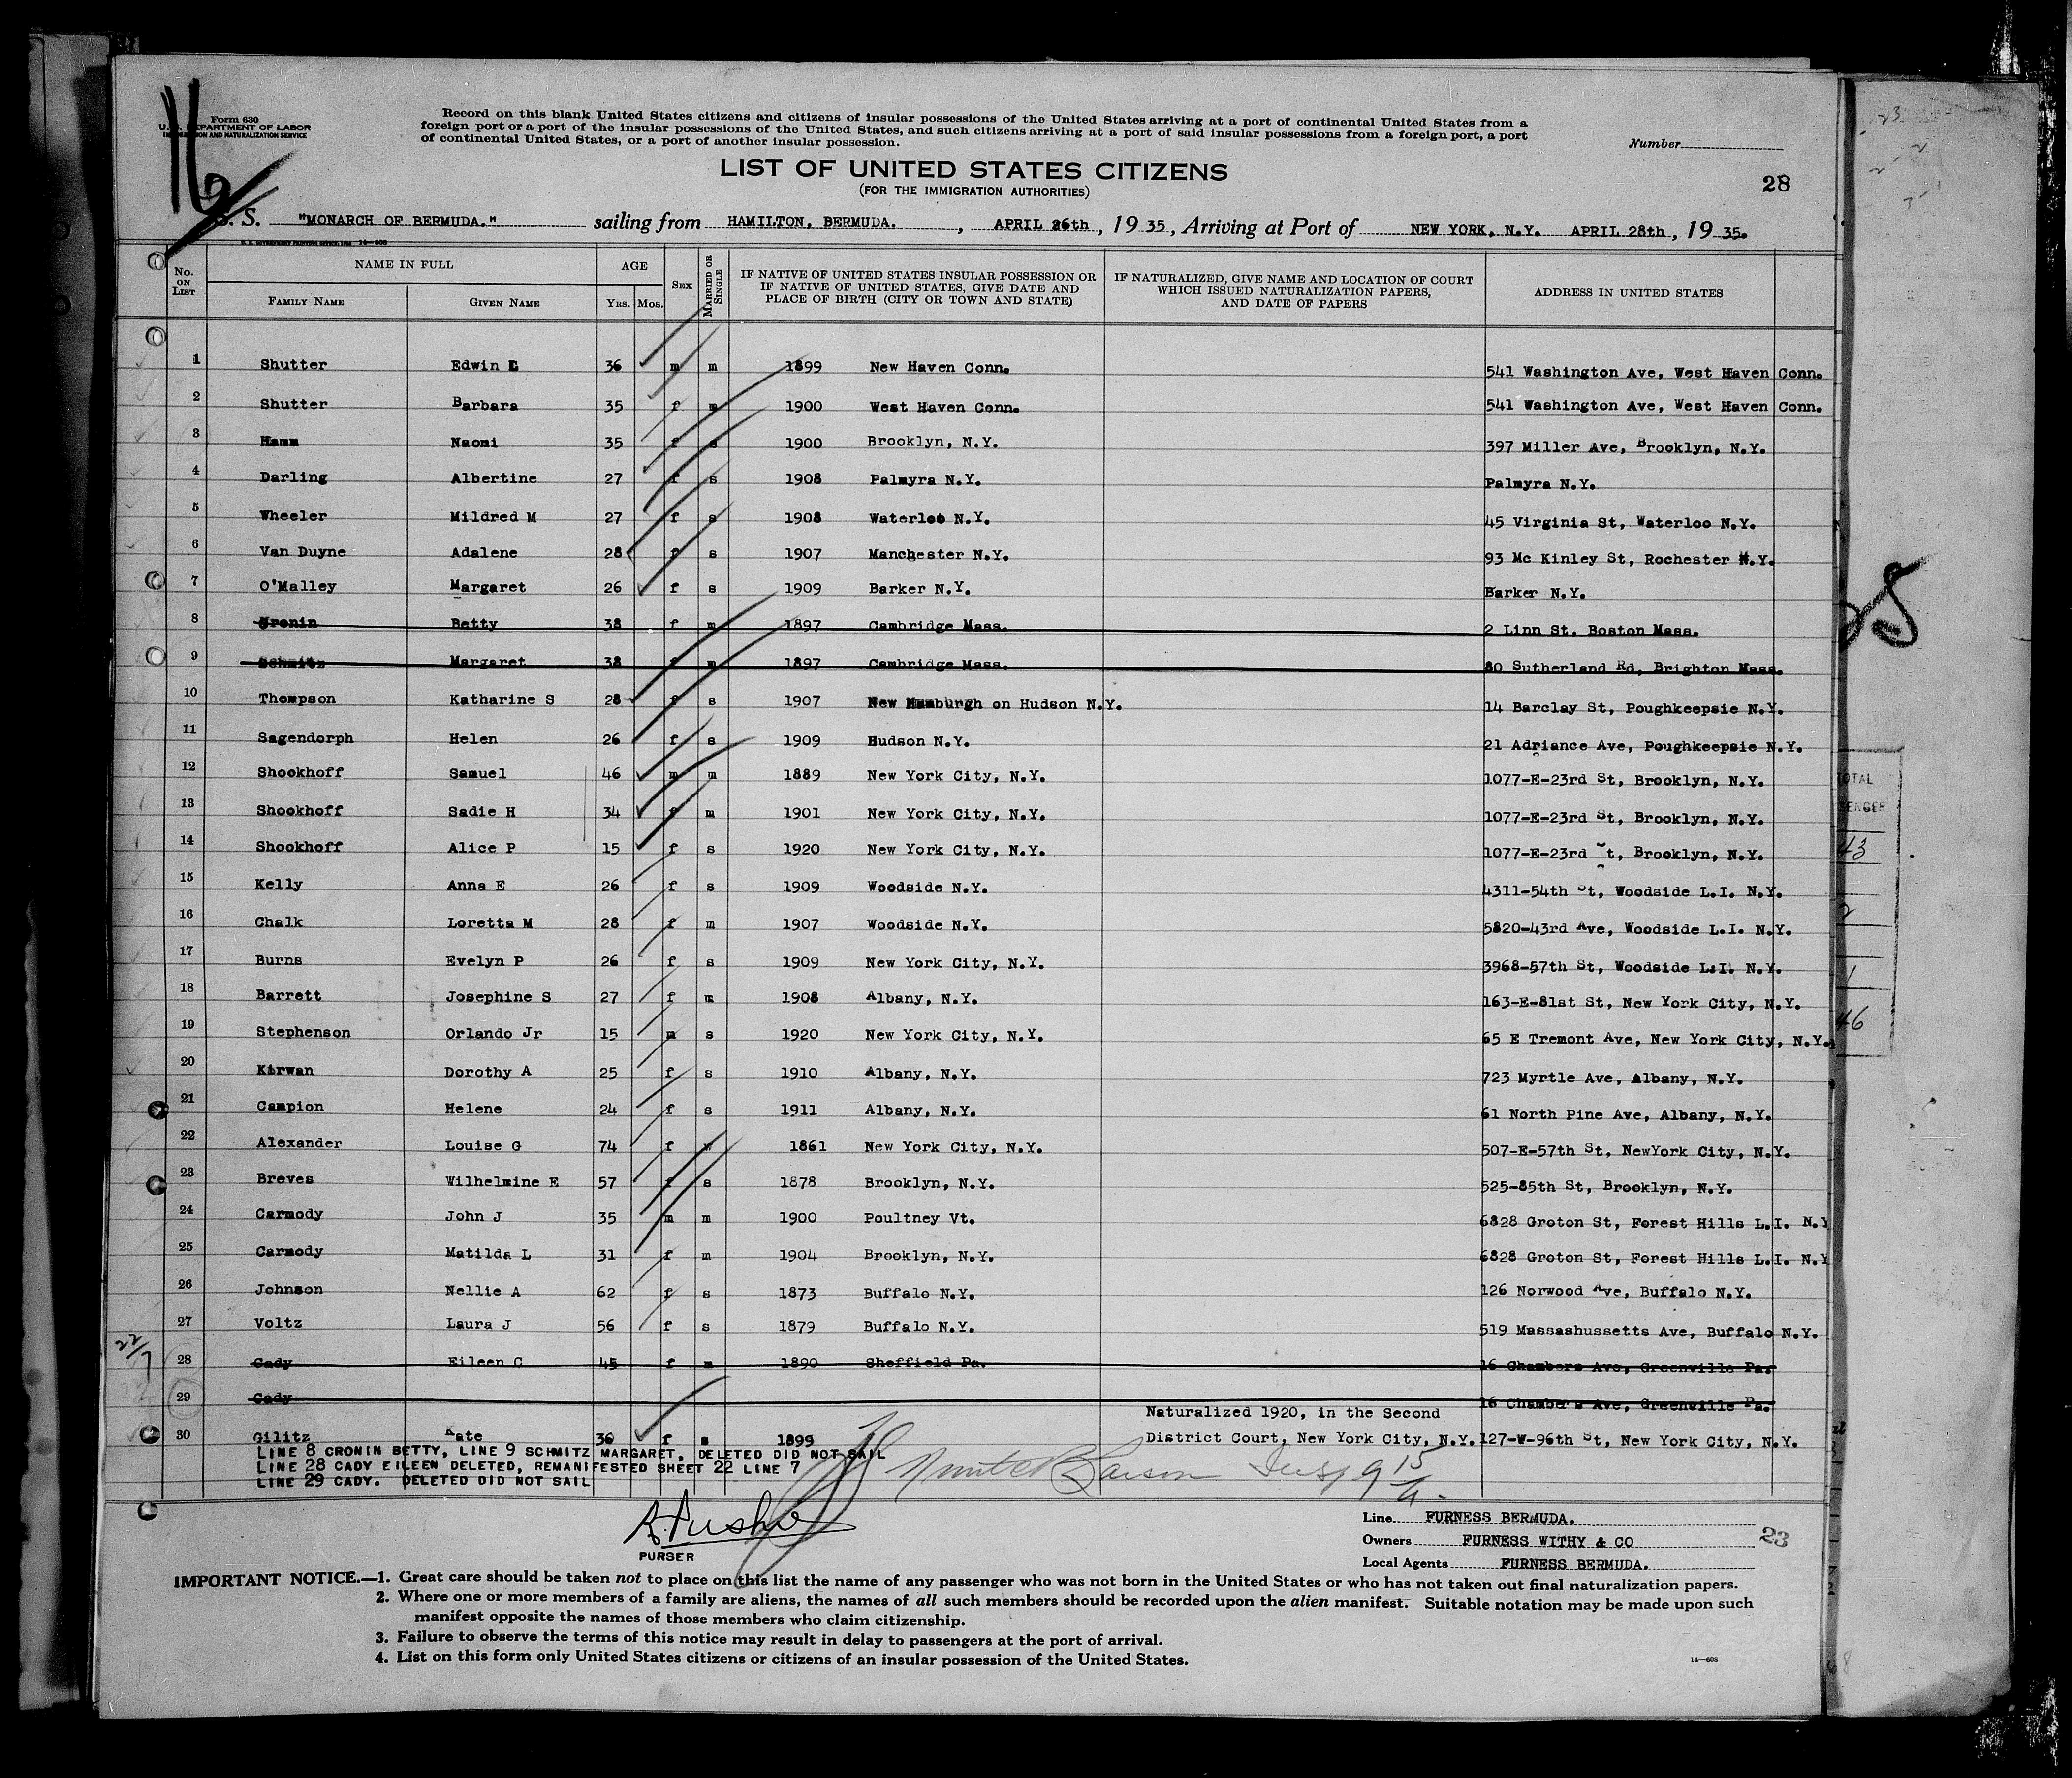 Form 630
U. S. DEPARTMENT OF LABOR
IMMIGRATION AND NATURALIZATION SERVICE
Record on this blank United States citizens and citizens of insular possessions of the United States arriving at a port of continental United States from a
foreign port or a port of the insular possessions of the United States, and such citizens arriving at a port of said insular possessions from a foreign port, a port
of continental United States, or a port of another insular possession.
Number
LIST OF UNITED STATES CITIZENS
(FOR THE IMMIGRATION AUTHORITIES)
28
S. S. "MONARCH OF BERMUDA." sailing from HAMILTON, BERMUDA. , APRIL 26th , 19 35, Arriving at Port of NEW YORK, N.Y. APRIL 28th , 19 35.
No. ON LIST NAME IN FULL FAMILY NAME GIVEN NAME AGE YRS. MOS. SEX MARRIED OR SINGLE IF NATIVE OF UNITED STATES INSULAR POSSESSION OR IF NATIVE OF UNITED STATES, GIVE DATE AND PLACE OF BIRTH (CITY OR TOWN AND STATE) IF NATURALIZED, GIVE NAME AND LOCATION OF COURT WHICH ISSUED NATURALIZATION PAPERS, AND DATE OF PAPERS ADDRESS IN UNITED STATES
1 Shutter Edwin E 36 m m 1899 New Haven Conn. 541 Washington Ave, West Haven Conn.
2 Shutter Barbara 35 f m 1900 West Haven Conn. 541 Washington Ave, West Haven Conn.
3 Hamm Naomi 35 f s 1900 Brooklyn, N.Y. 397 Miller Ave, Brooklyn, N.Y.
4 Darling Albertine 27 f s 1908 Palmyra N.Y. Palmyra N.Y.
5 Wheeler Mildred M 27 f s 1908 Waterloo N.Y. 45 Virginia St, Waterloo N.Y.
6 Van Duyne Adalene 28 f s 1907 Manchester N.Y. 93 Mc Kinley St, Rochester N.Y.
7 O'Malley Margaret 26 f s 1909 Barker N.Y. Barker N.Y.
8 Cronin Betty 38 f m 1897 Cambridge Mass. 2 Linn St. Boston Mass.
9 Schmitz Margaret 38 f m 1897 Cambridge Mass. 80 Sutherland Rd, Brighton Mass.
10 Thompson Katharine S 28 f s 1907 New Hamburgh on Hudson N.Y. 14 Barclay St, Poughkeepsie N.Y.
11 Sagendorph Helen 26 f s 1909 Hudson N.Y. 21 Adriance Ave, Poughkeepsie N.Y.
12 Shookhoff Samuel 46 m m 1889 New York City, N.Y. 1077-E-23rd St, Brooklyn, N.Y.
13 Shookhoff Sadie H 34 f m 1901 New York City, N.Y. 1077-E-23rd St, Brooklyn, N.Y.
14 Shookhoff Alice P 15 f s 1920 New York City, N.Y. 1077-E-23rd St, Brooklyn, N.Y.
15 Kelly Anna E 26 f s 1909 Woodside N.Y. 4311-54th St, Woodside L.I. N.Y.
16 Chalk Loretta M 28 f m 1907 Woodside N.Y. 5820-43rd Ave, Woodside L.I. N.Y.
17 Burns Evelyn P 26 f s 1909 New York City, N.Y. 3968-57th St, Woodside L.I. N.Y.
18 Barrett Josephine S 27 f m 1908 Albany, N.Y. 163-E-81st St, New York City, N.Y.
19 Stephenson Orlando Jr 15 m s 1920 New York City, N.Y. 65 E Tremont Ave, New York City, N.Y.
20 Kirwan Dorothy A 25 f s 1910 Albany, N.Y. 723 Myrtle Ave, Albany, N.Y.
21 Campion Helene 24 f s 1911 Albany, N.Y. 61 North Pine Ave, Albany, N.Y.
22 Alexander Louise G 74 f w 1861 New York City, N.Y. 507-E-57th St, NewYork City, N.Y.
23 Breves Wilhelmine E 57 f s 1878 Brooklyn, N.Y. 525-85th St, Brooklyn, N.Y.
24 Carmody John J 35 m m 1900 Poultney Vt. 6828 Groton St, Forest Hills L.I. N.Y
25 Carmody Matilda L 31 f m 1904 Brooklyn, N.Y. 6828 Groton St, Forest Hills L.I. N.Y
26 Johnson Nellie A 62 f s 1873 Buffalo N.Y. 126 Norwood Ave, Buffalo N.Y.
27 Voltz Laura J 56 f s 1879 Buffalo N.Y. 519 Massashussetts Ave, Buffalo N.Y.
22/7
28 Cady Eileen C 45 f m 1890 Sheffield Pa. 16 Chambers Ave, Greenville Pa.
29 Cady 16 Chambers Ave, Greenville Pa.
Naturalized 1920, in the Second
30 Gilitz Kate 36 f s 1899 District Court, New York City, N.Y. 127-W-96th St, New York City, N.Y.
LINE 8 CRONIN BETTY, LINE 9 SCHMITZ MARGARET, DELETED DID NOT SAIL
LINE 28 CADY EILEEN DELETED, REMANIFESTED SHEET 22 LINE 7
LINE 29 CADY. DELETED DID NOT SAIL
PURSER
Line FURNESS BERMUDA.
Owners FURNESS WITHY & CO
23
Local Agents FURNESS BERMUDA.
IMPORTANT NOTICE.—1. Great care should be taken not to place on this list the name of any passenger who was not born in the United States or who has not taken out final naturalization papers.
2. Where one or more members of a family are aliens, the names of all such members should be recorded upon the alien manifest. Suitable notation may be made upon such
manifest opposite the names of those members who claim citizenship.
3. Failure to observe the terms of this notice may result in delay to passengers at the port of arrival.
4. List on this form only United States citizens or citizens of an insular possession of the United States.
14—608
TOTAL
43
2
1
46